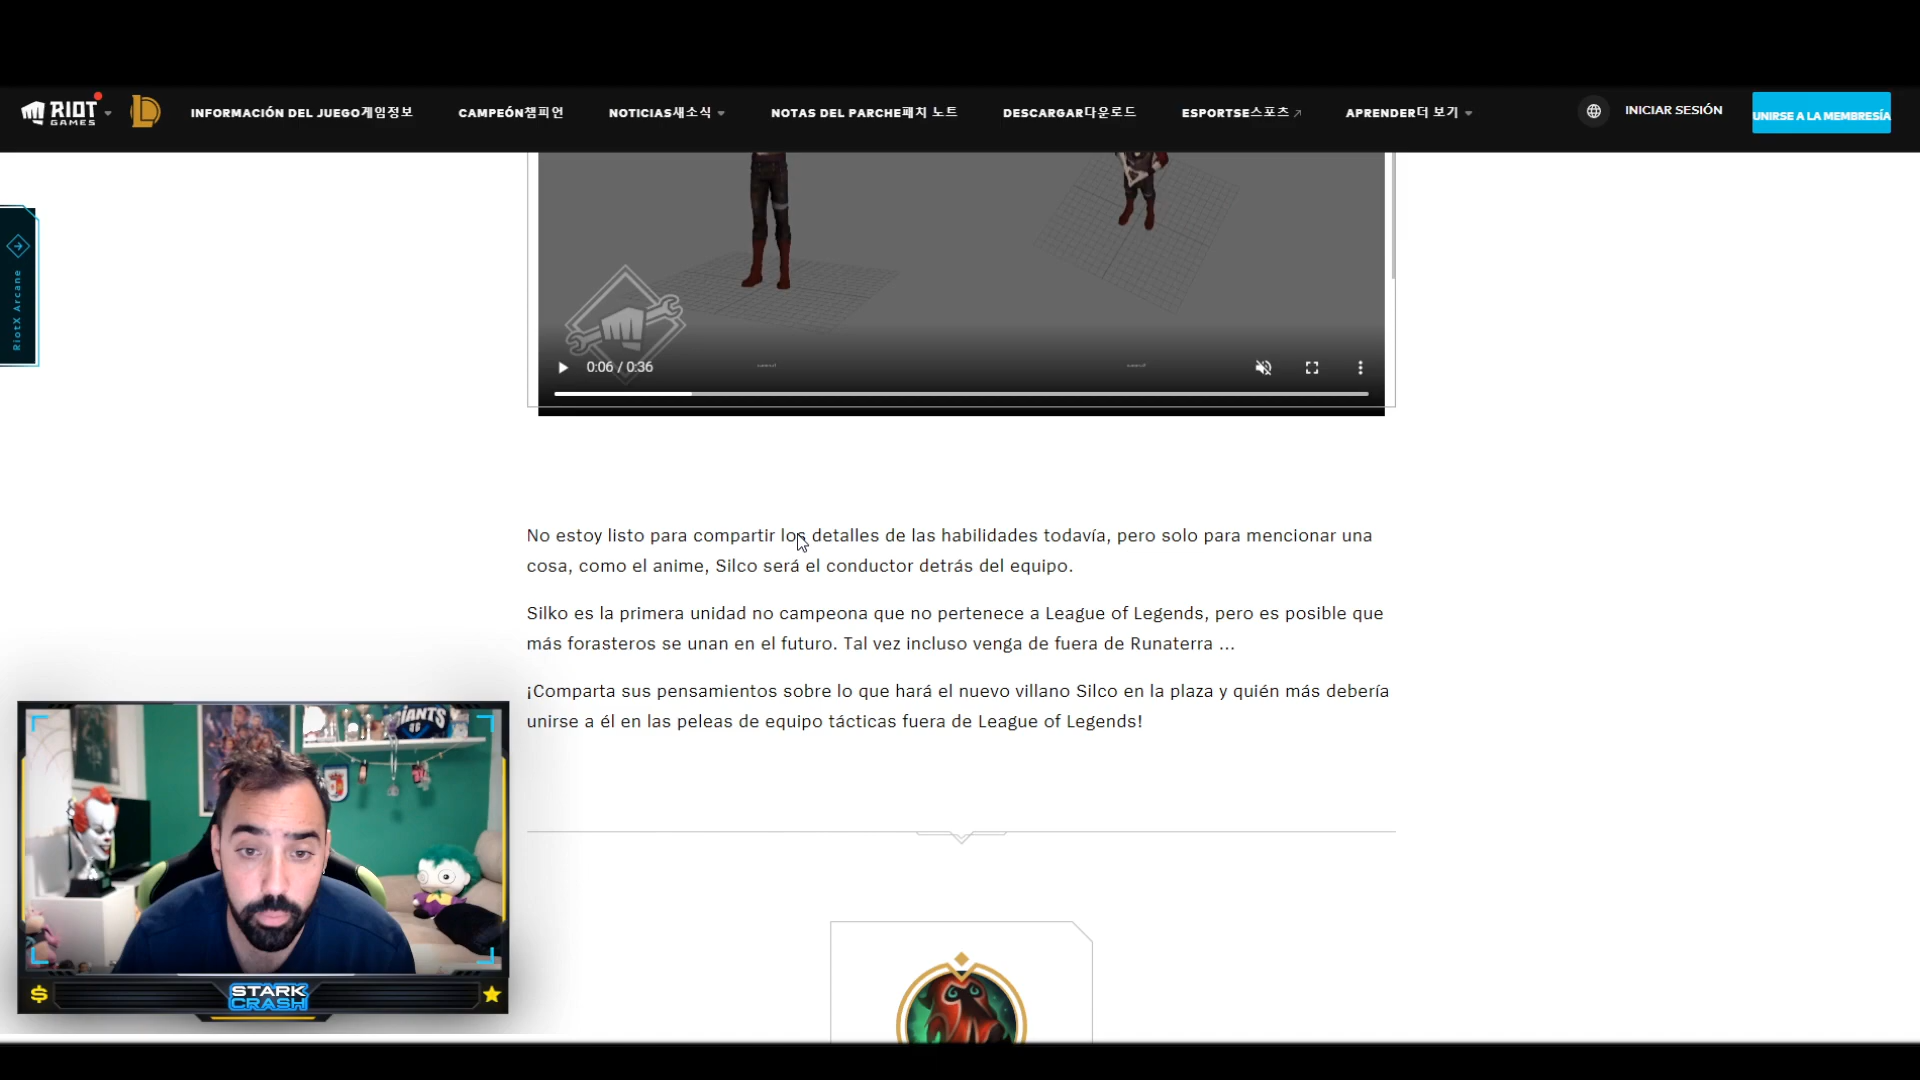 RIOT
GAMES
INFORMACIÓN DEL JUEGO게임정보
CAMPEÓN챔피언
NOTICIAS새소식
NOTAS DEL PARCHE패치 노트
DESCARGAR다운로드
ESPORTSE스포츠
APRENDER더 보기
INICIAR SESIÓN
UNIRSE A LA MEMBRESÍA
RiotX Arcane
0:06 / 0:36
No estoy listo para compartir los detalles de las habilidades todavía, pero solo para mencionar una
cosa, como el anime, Silco será el conductor detrás del equipo.
Silko es la primera unidad no campeona que no pertenece a League of Legends, pero es posible que
más forasteros se unan en el futuro. Tal vez incluso venga de fuera de Runaterra ...
¡Comparta sus pensamientos sobre lo que hará el nuevo villano Silco en la plaza y quién más debería
unirse a él en las peleas de equipo tácticas fuera de League of Legends!
GIANTS
STARK
CRASH